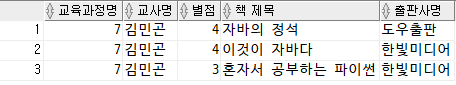 교육과정명 교사명 별점 책 제목 출판사명
1 7 김민곤 4 자바의 정석 도우출판
2 7 김민곤 4 이것이 자바다 한빛미디어
3 7 김민곤 3 혼자서 공부하는 파이썬 한빛미디어